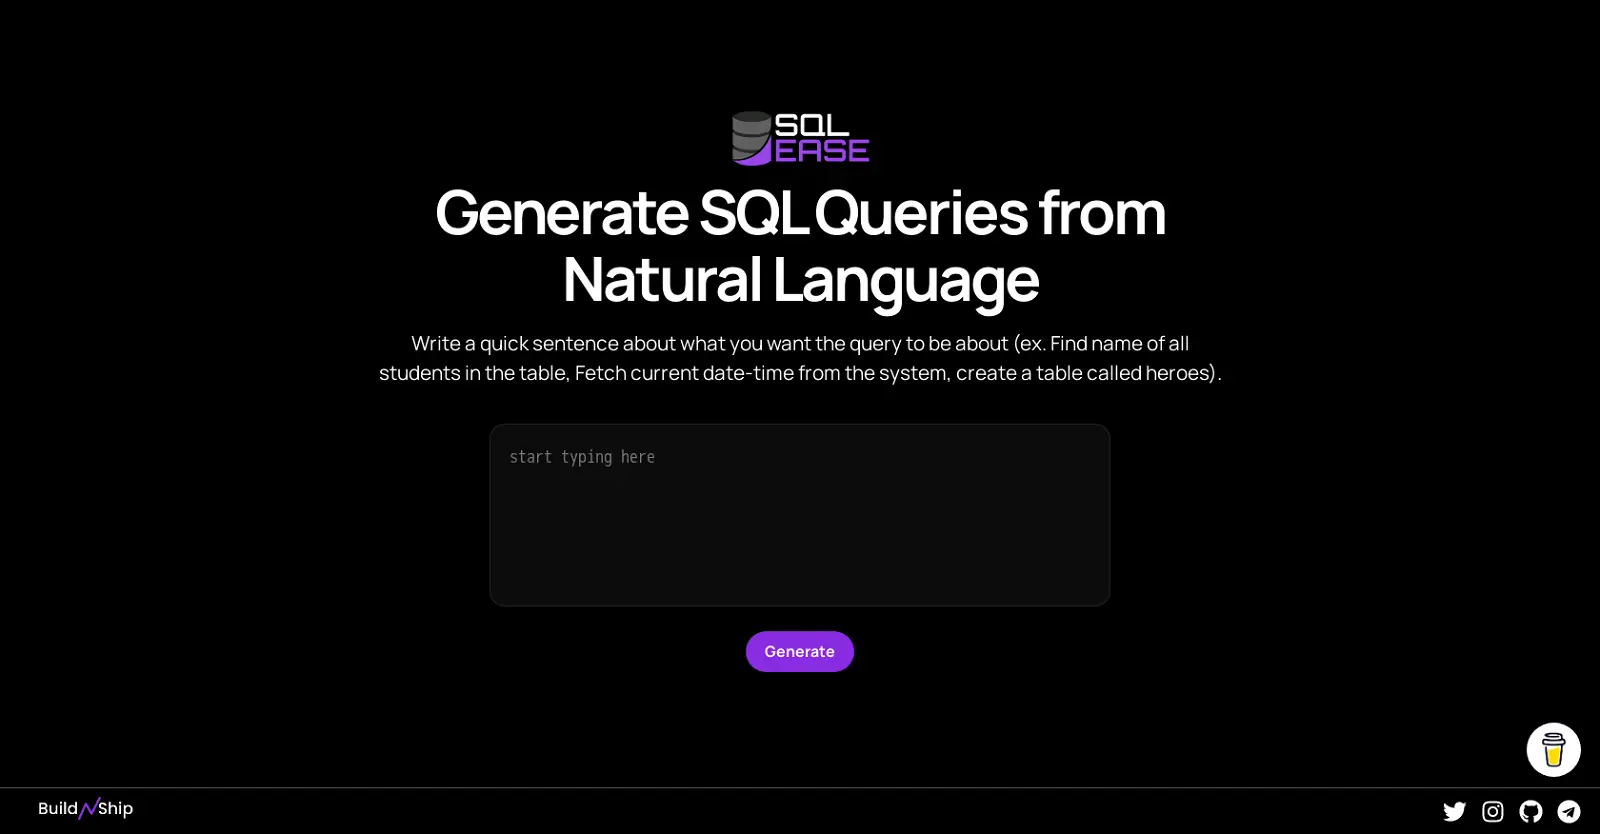 SQL
EASE
Generate SQL Queries from
Natural Language
Write a quick sentence about what you want the query to be about (ex. Find name of all
students in the table, Fetch current date-time from the system, create a table called heroes).
start typing here
Generate
Build N Ship